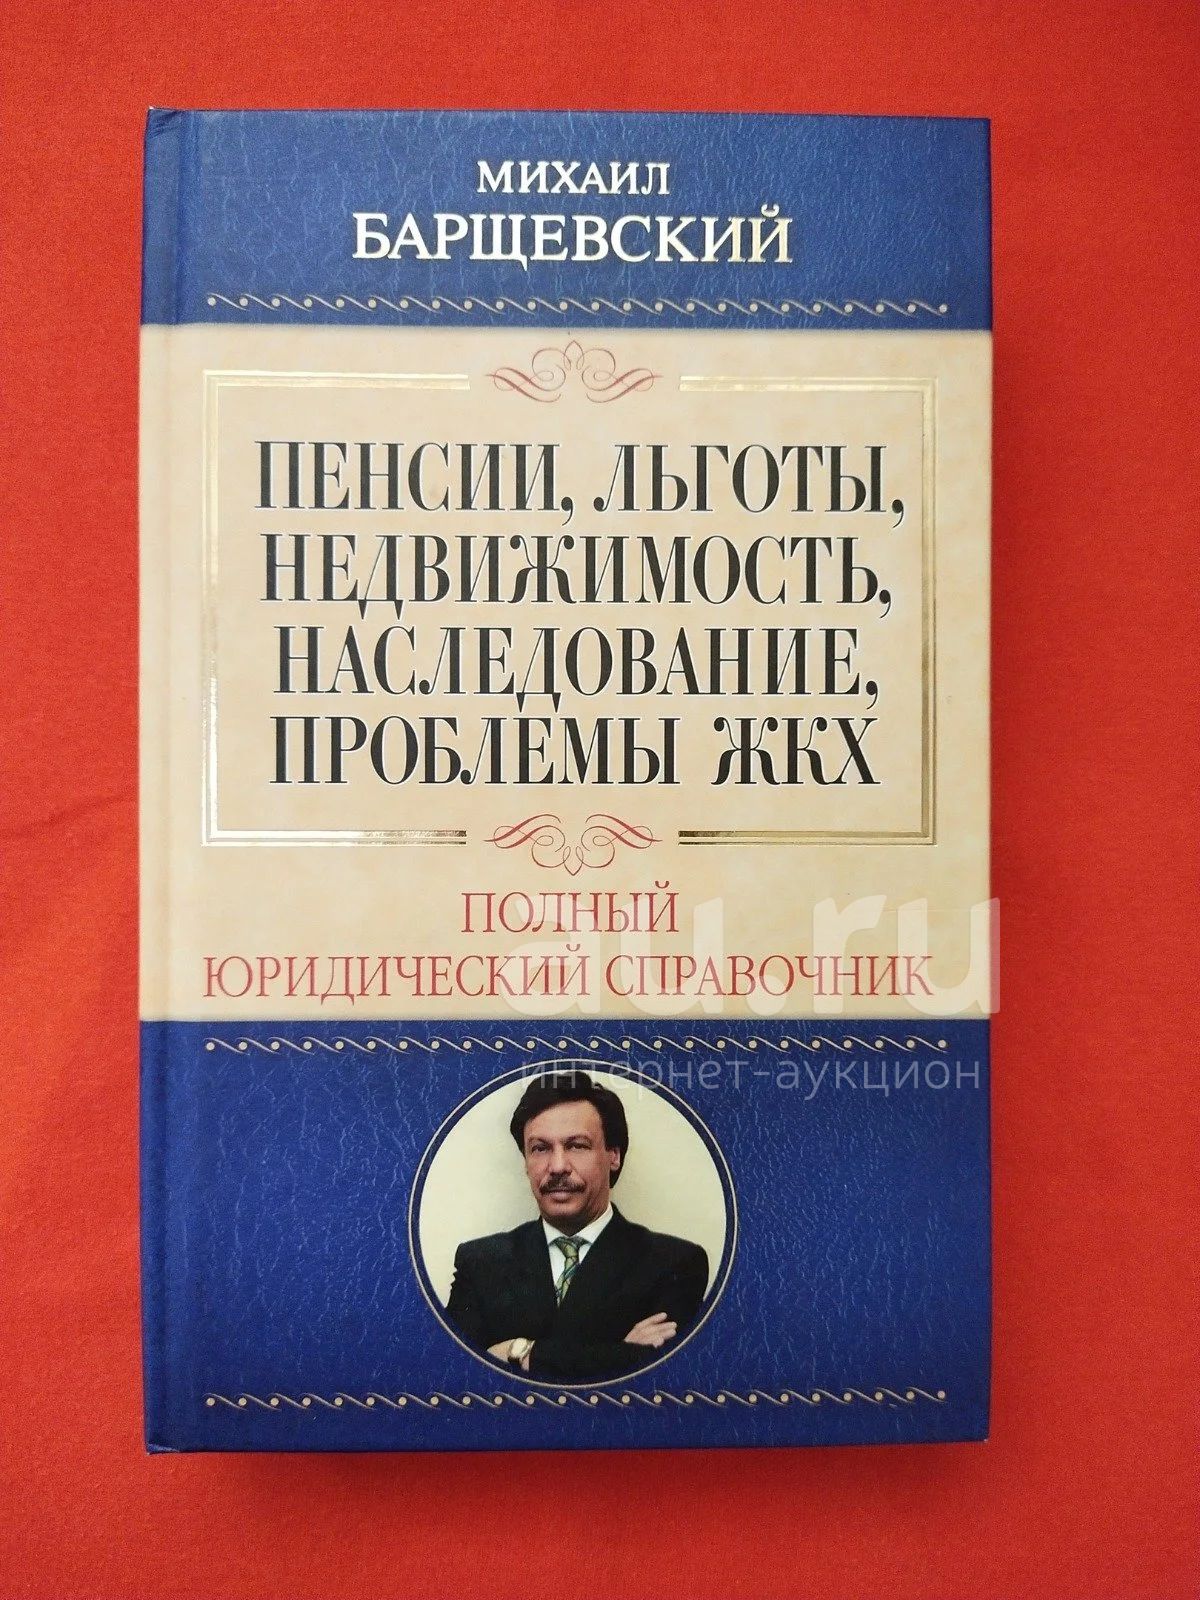 МИХАИЛ
БАРЩЕВСКИЙ
ПЕНСИИ, ЛЬГОТЫ,
НЕДВИЖИМОСТЬ,
НАСЛЕДОВАНИЕ,
ПРОБЛЕМЫ ЖКХ
ПОЛНЫЙ
ЮРИДИЧЕСКИЙ СПРАВОЧНИК
au.ru
интернет-аукцион